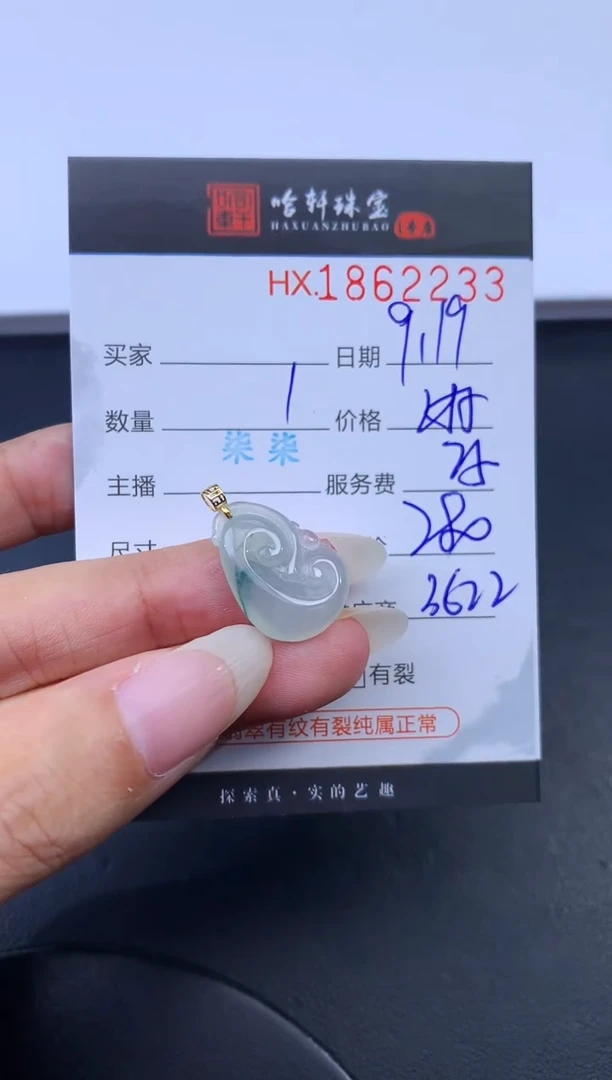 哈轩珠宝
HAXUANZHUBAO
HX.1862233
买家 日期 9.19
数量 1 价格
柒柒
主播 服务费
尺寸 280
3622
有裂
翡翠有纹有裂纯属正常
探索真·实的艺趣